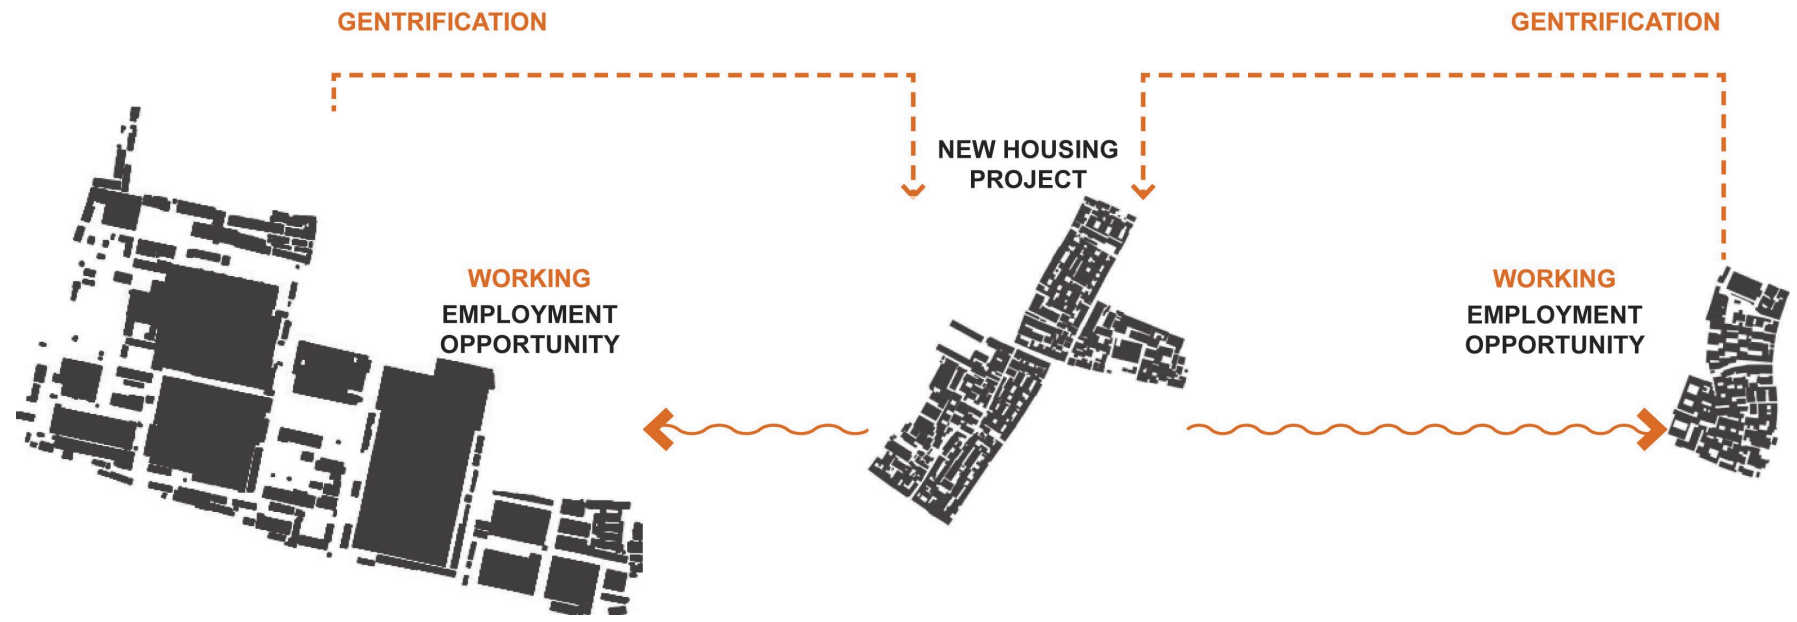 GENTRIFICATION
GENTRIFICATION
NEW HOUSING
PROJECT
WORKING
EMPLOYMENT
OPPORTUNITY
WORKING
EMPLOYMENT
OPPORTUNITY